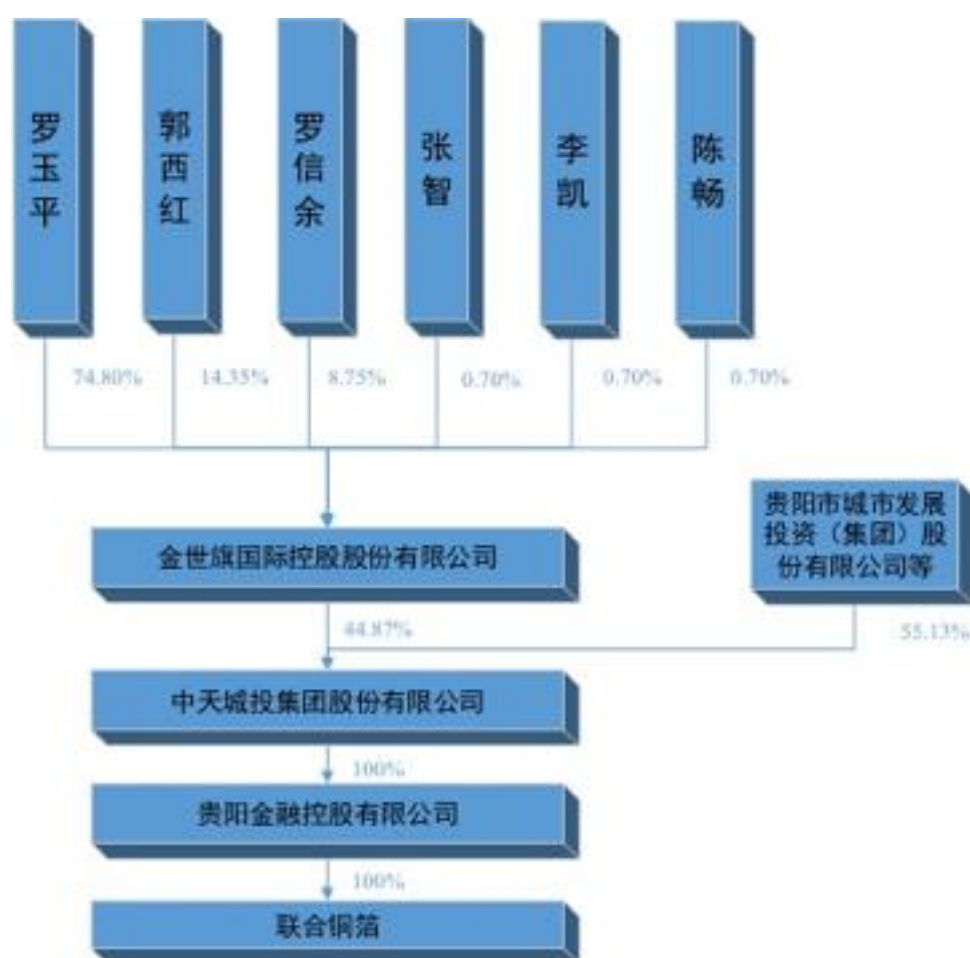 罗玉平
郭西红
罗信余
张智
李凯
陈畅
74.80%
14.35%
8.75%
0.70%
0.70%
0.70%
贵阳市城市发展
投资（集团）股
份有限公司等
金世旗国际控股股份有限公司
44.87%
55.13%
中天城投集团股份有限公司
100%
贵阳金融控股有限公司
100%
联合铜箔